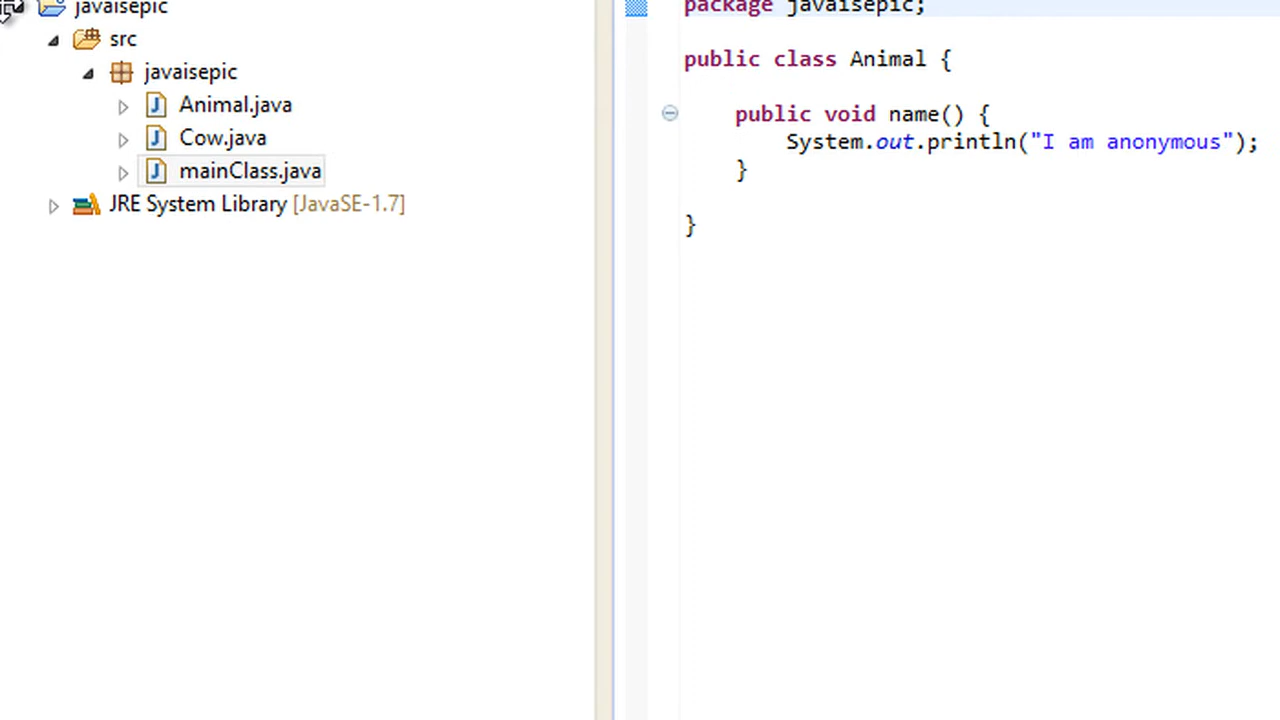 javaisepic
src
javaisepic
Animal.java
Cow.java
mainClass.java
JRE System Library [JavaSE-1.7]
package javaisepic;
public class Animal {
public void name() {
System.out.println("I am anonymous");
}
}